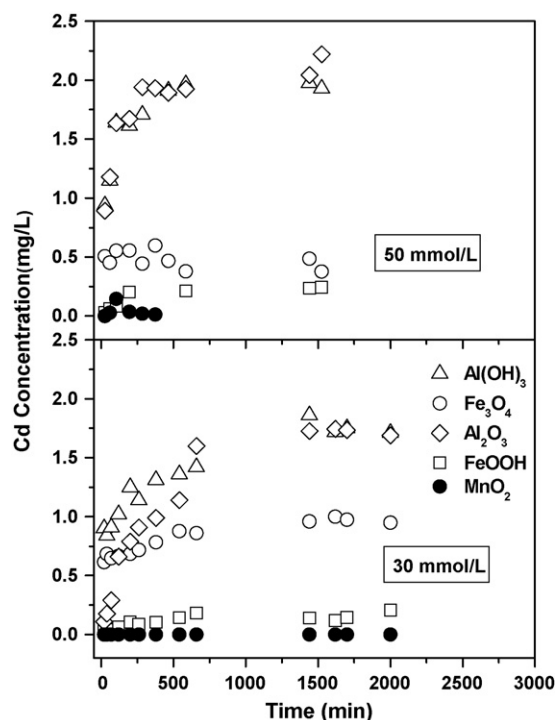 2.5
2.0
1.5
1.0
0.5
0.0
50 mmol/L
Cd Concentration(mg/L)
2.5
2.0
1.5
1.0
0.5
0.0
Al(OH)₃
Fe₃O₄
Al₂O₃
FeOOH
MnO₂
30 mmol/L
0 500 1000 1500 2000 2500 3000
Time (min)